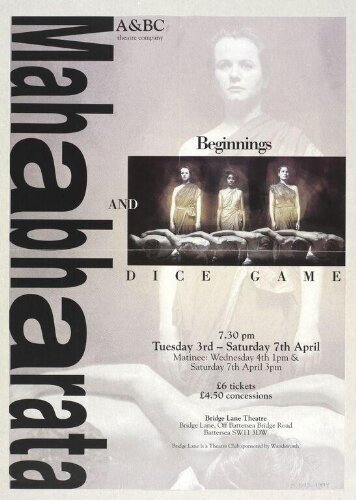 Mahabharata
A&BC
theatre company
Beginnings
AND
DICE GAME
7.30 pm
Tuesday 3rd – Saturday 7th April
Matinee: Wednesday 4th 1pm &
Saturday 7th April 3pm
£6 tickets
£4.50 concessions
Bridge Lane Theatre
Bridge Lane, Off Battersea Bridge Road
Battersea SW11 3DW
Bridge Lane is a Theatre Club sponsored by Wandsworth